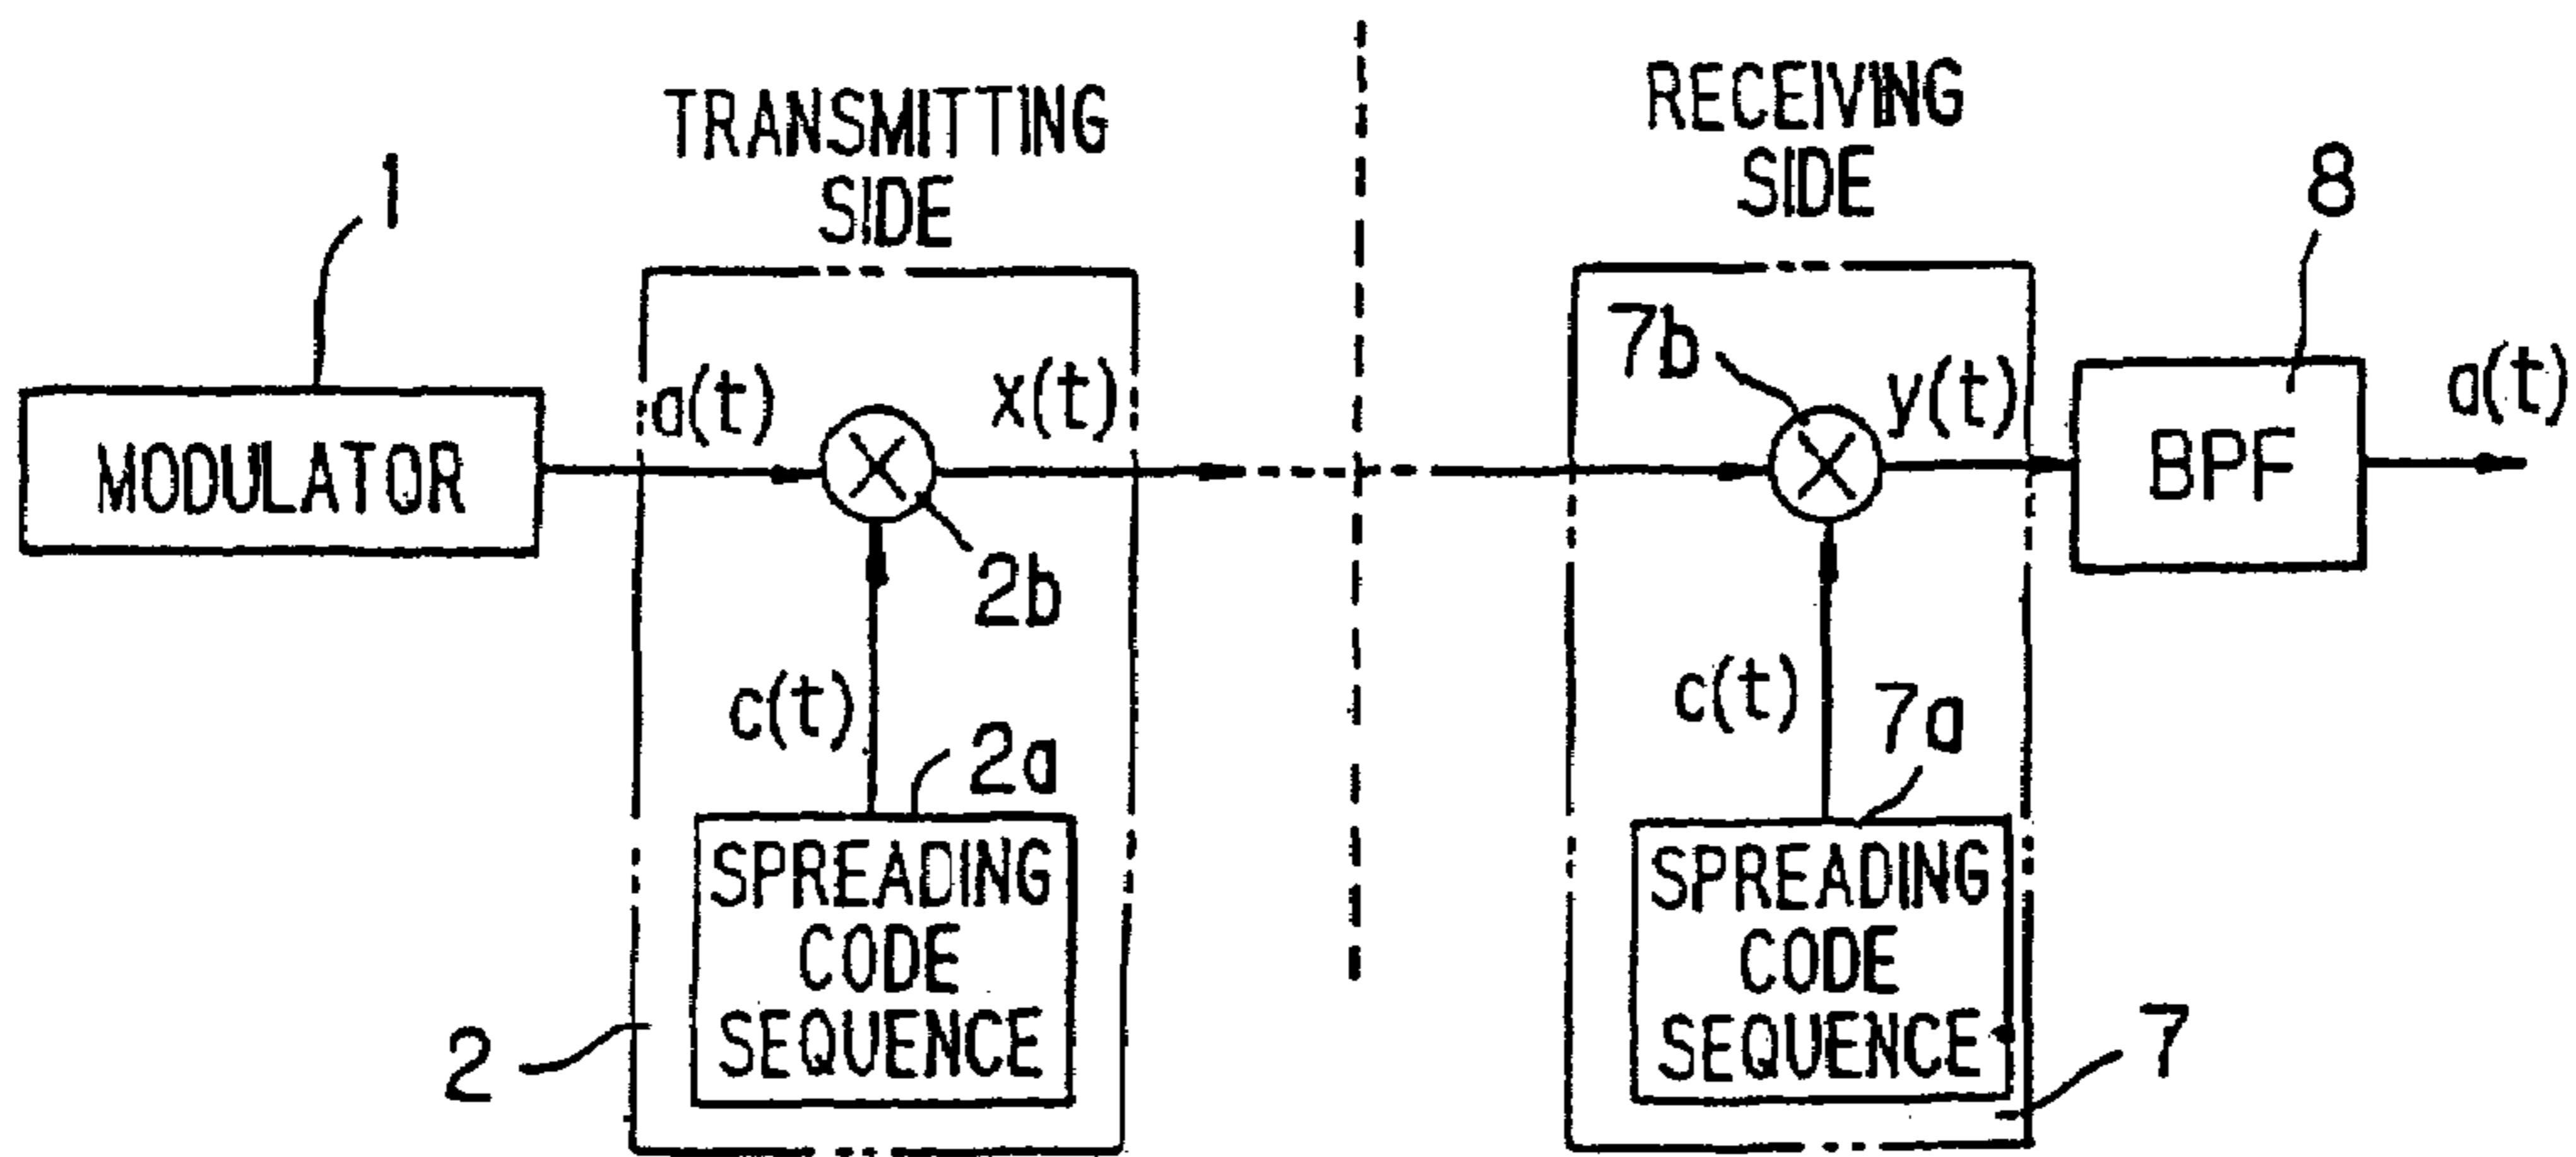 TRANSMITTING
SIDE
RECEIVING
SIDE
1
8
7b
a(t)
x(t)
y(t)
a(t)
MODULATOR
BPF
2b
c(t)
c(t)
2a
7a
SPREADING
CODE
SEQUENCE
SPREADING
CODE
SEQUENCE
2
7